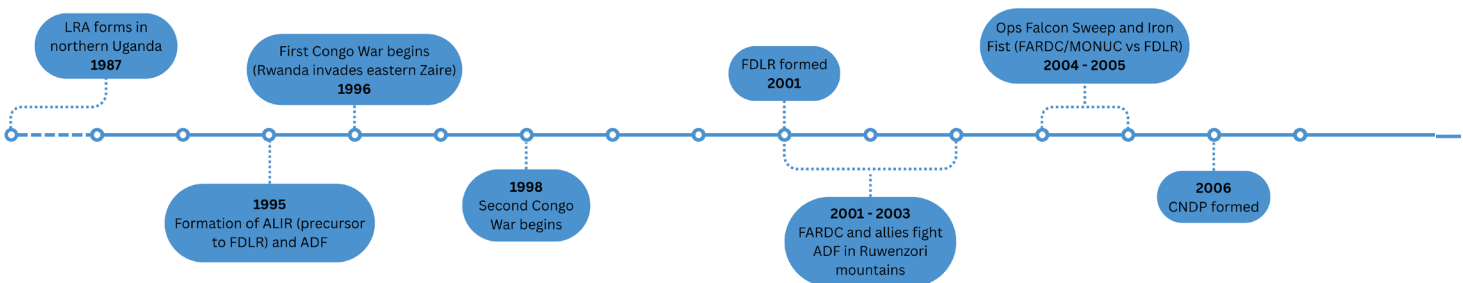 LRA forms in
northern Uganda
1987
First Congo War begins
(Rwanda invades eastern Zaire)
1996
FDLR formed
2001
Ops Falcon Sweep and Iron
Fist (FARDC/MONUC vs FDLR)
2004 - 2005
1995
Formation of ALIR (precursor
to FDLR) and ADF
1998
Second Congo
War begins
2001 - 2003
FARDC and allies fight
ADF in Ruwenzori
mountains
2006
CNDP formed